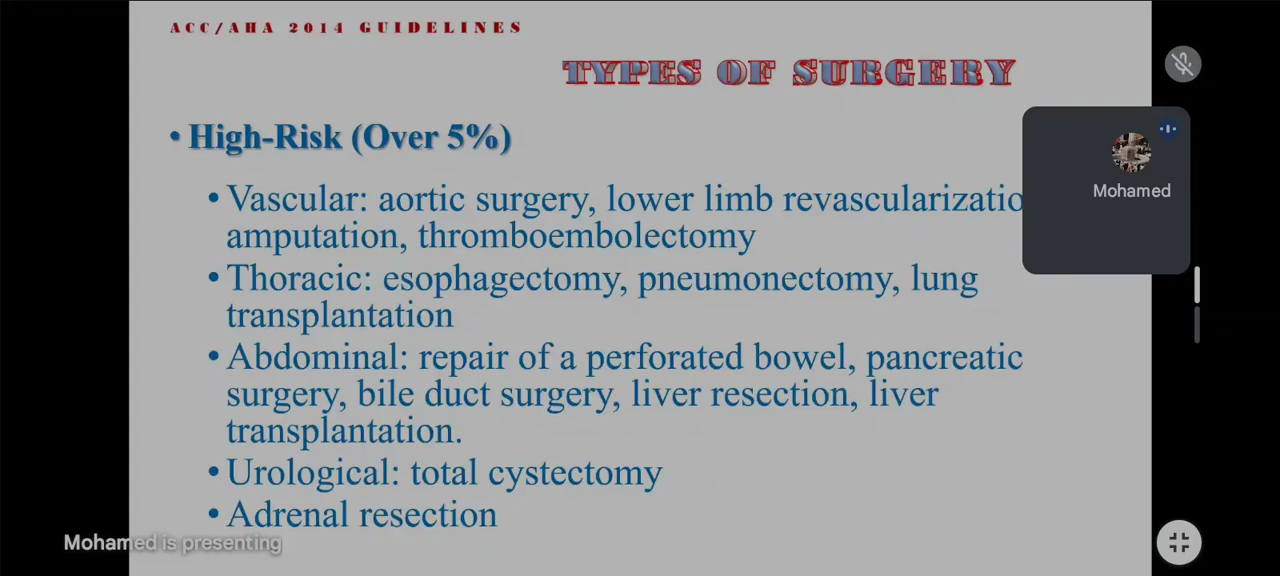 ACC/AHA 2014 GUIDELINES
TYPES OF SURGERY
• High-Risk (Over 5%)
• Vascular: aortic surgery, lower limb
amputation, thromboembolectomy
• Thoracic: esophagectomy, pneumonectomy, lung
transplantation
• Abdominal: repair of a perforated bowel, pancreatic
surgery, bile duct surgery, liver resection, liver
transplantation.
• Urological: total cystectomy
• Adrenal resection
Mohamed
Mohamed is presenting